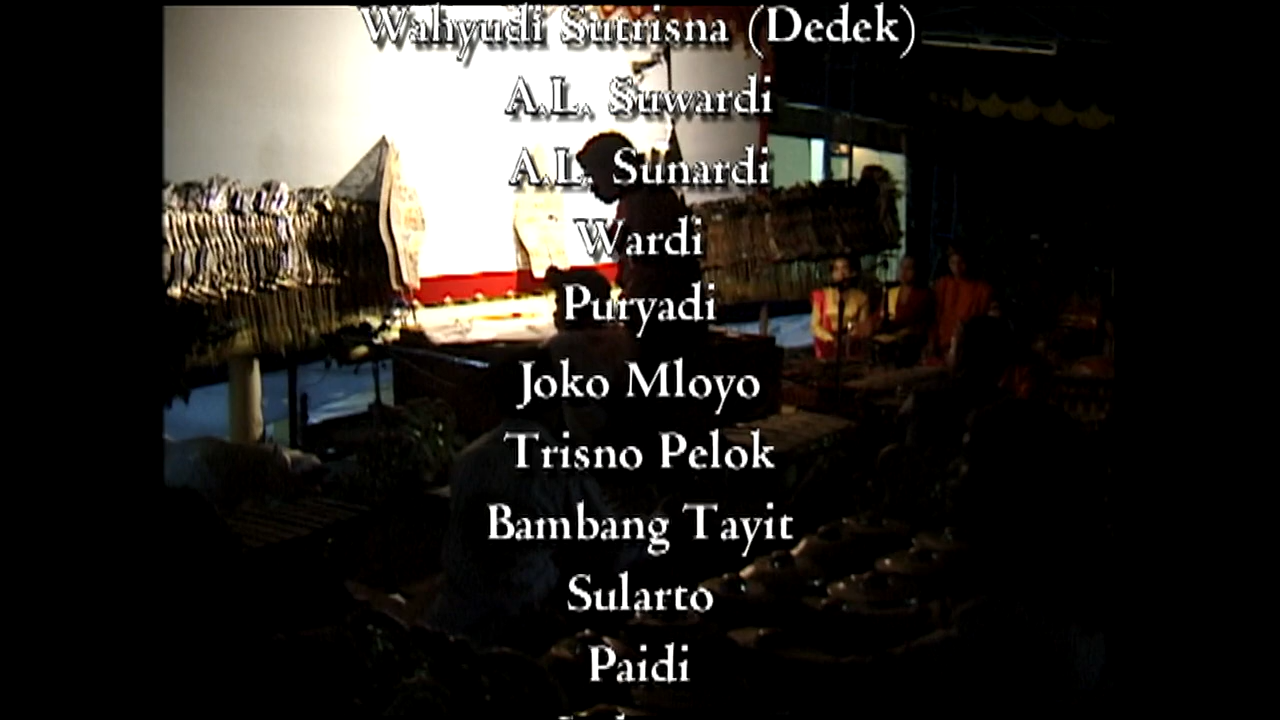 Wahyudi Sutrisna (Dedek)
A.L. Suwardi
A.L. Sunardi
Wardi
Puryadi
Joko Mloyo
Trisno Pelok
Bambang Tayit
Sularto
Paidi